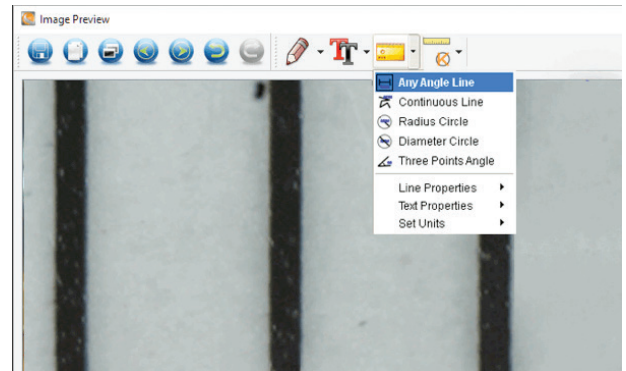 Image Preview
Any Angle Line
Continuous Line
Radius Circle
Diameter Circle
Three Points Angle
Line Properties
Text Properties
Set Units